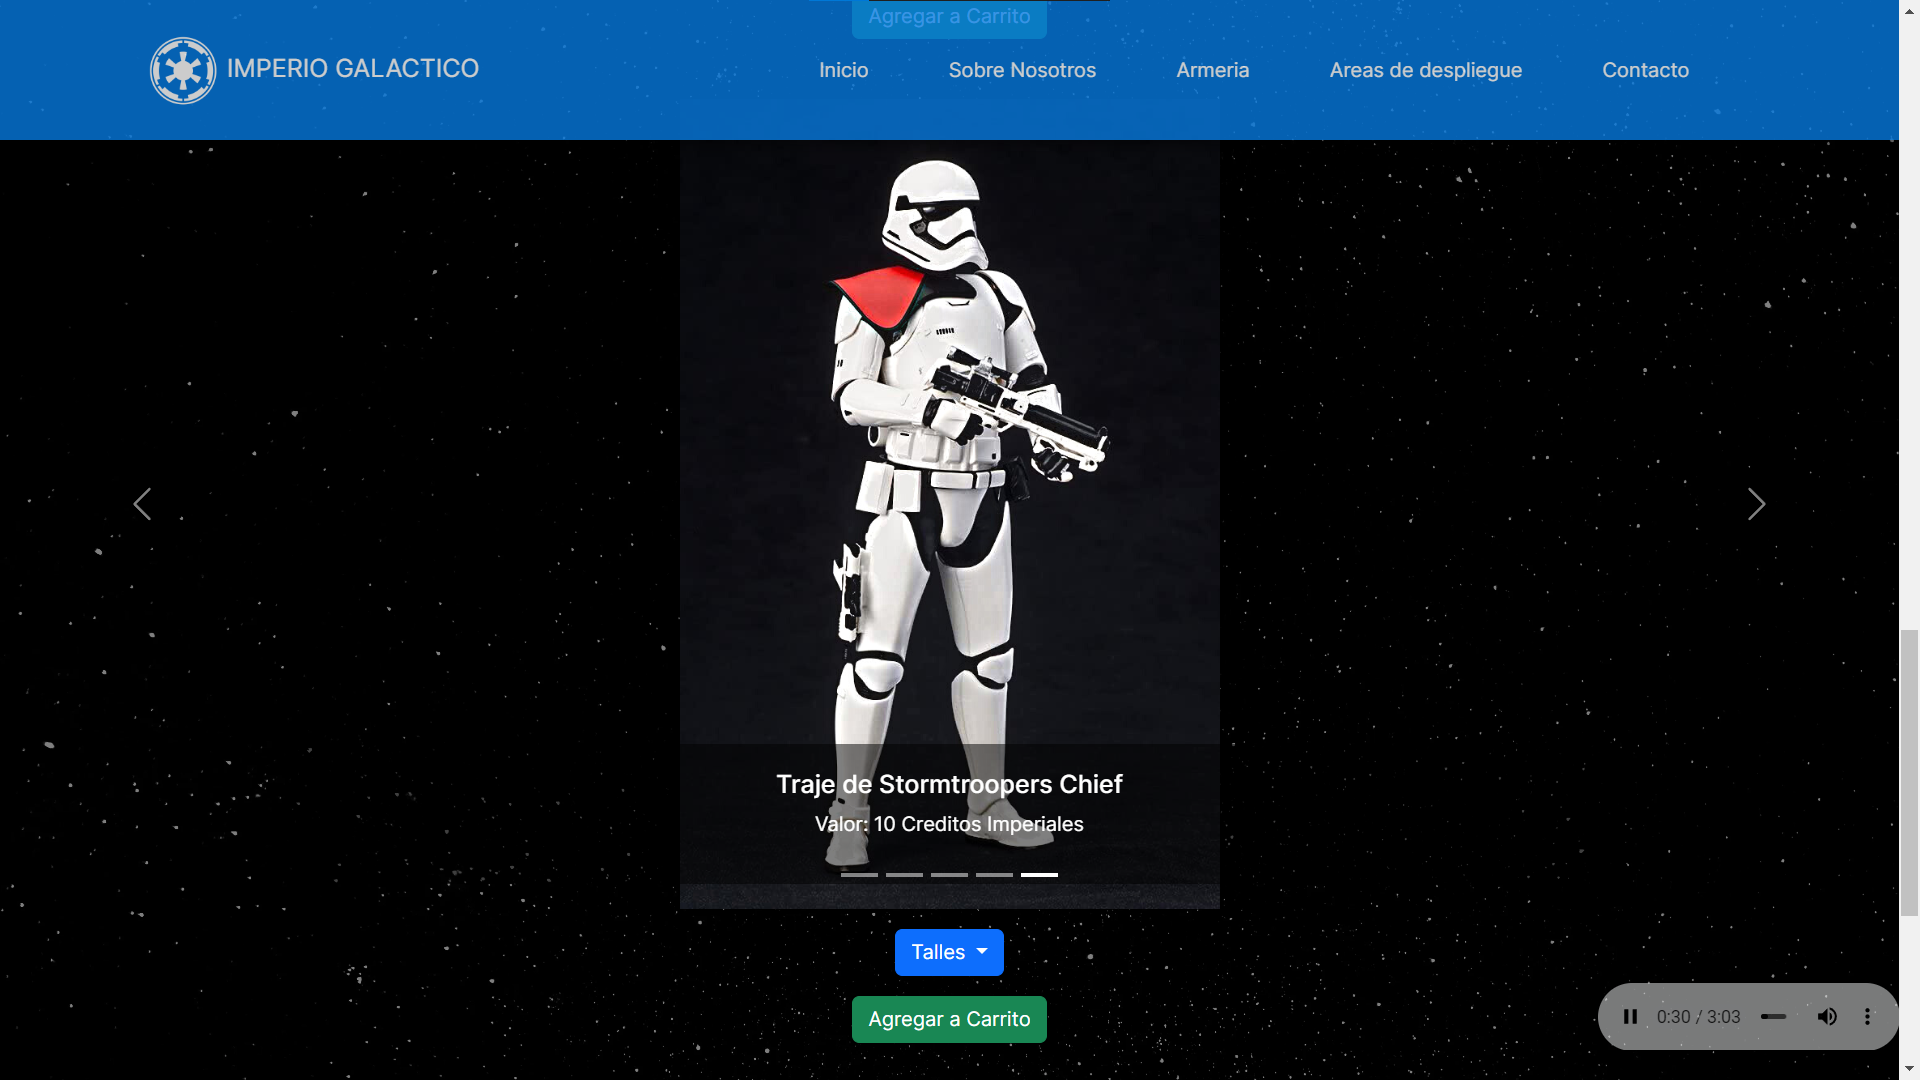 Agregar a Carrito
IMPERIO GALACTICO
Inicio
Sobre Nosotros
Armeria
Areas de despliegue
Contacto
Traje de Stormtroopers Chief
Valor: 10 Creditos Imperiales
Talles
Agregar a Carrito
0:30 / 3:03